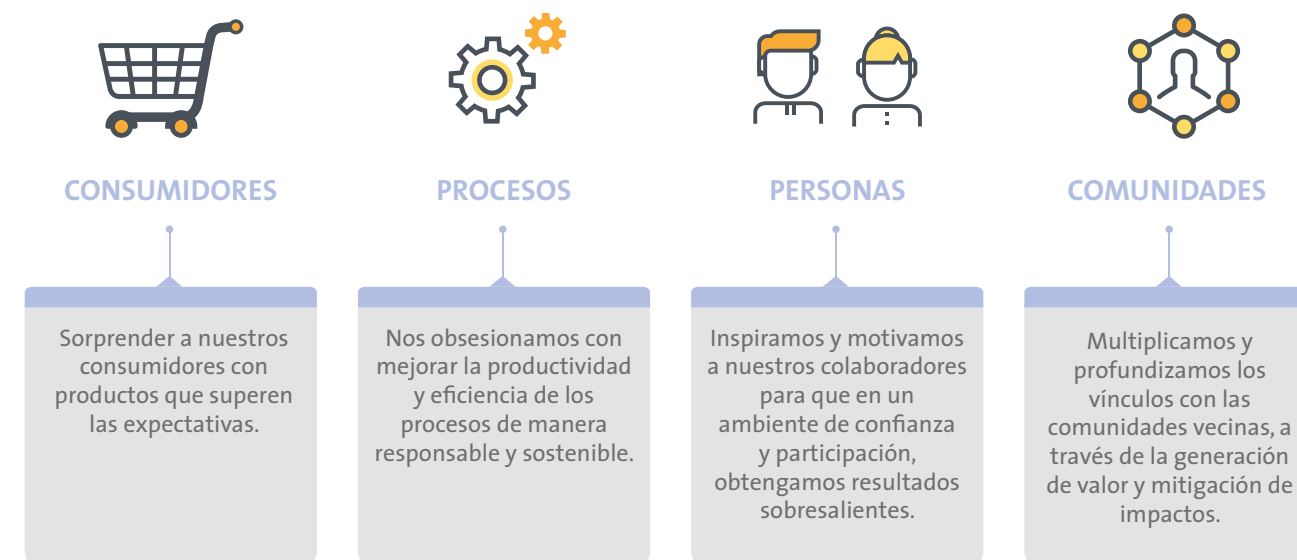 CONSUMIDORES
Sorprender a nuestros
consumidores con
productos que superen
las expectativas.
PROCESOS
Nos obsesionamos con
mejorar la productividad
y eficiencia de los
procesos de manera
responsable y sostenible.
PERSONAS
Inspiramos y motivamos
a nuestros colaboradores
para que en un
ambiente de confianza
y participación,
obtengamos resultados
sobresalientes.
COMUNIDADES
Multiplicamos y
profundizamos los
vínculos con las
comunidades vecinas, a
través de la generación
de valor y mitigación de
impactos.